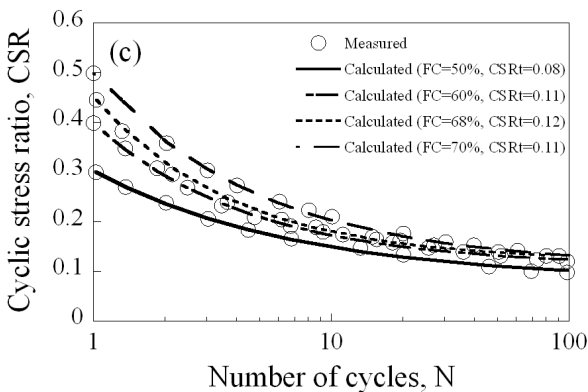 0.6
0.5
0.4
0.3
0.2
0.1
0
Cyclic stress ratio, CSR
(c)
Measured
Calculated (FC=50%, CSRt=0.08)
Calculated (FC=60%, CSRt=0.11)
Calculated (FC=68%, CSRt=0.12)
Calculated (FC=70%, CSRt=0.11)
1
10
100
Number of cycles, N